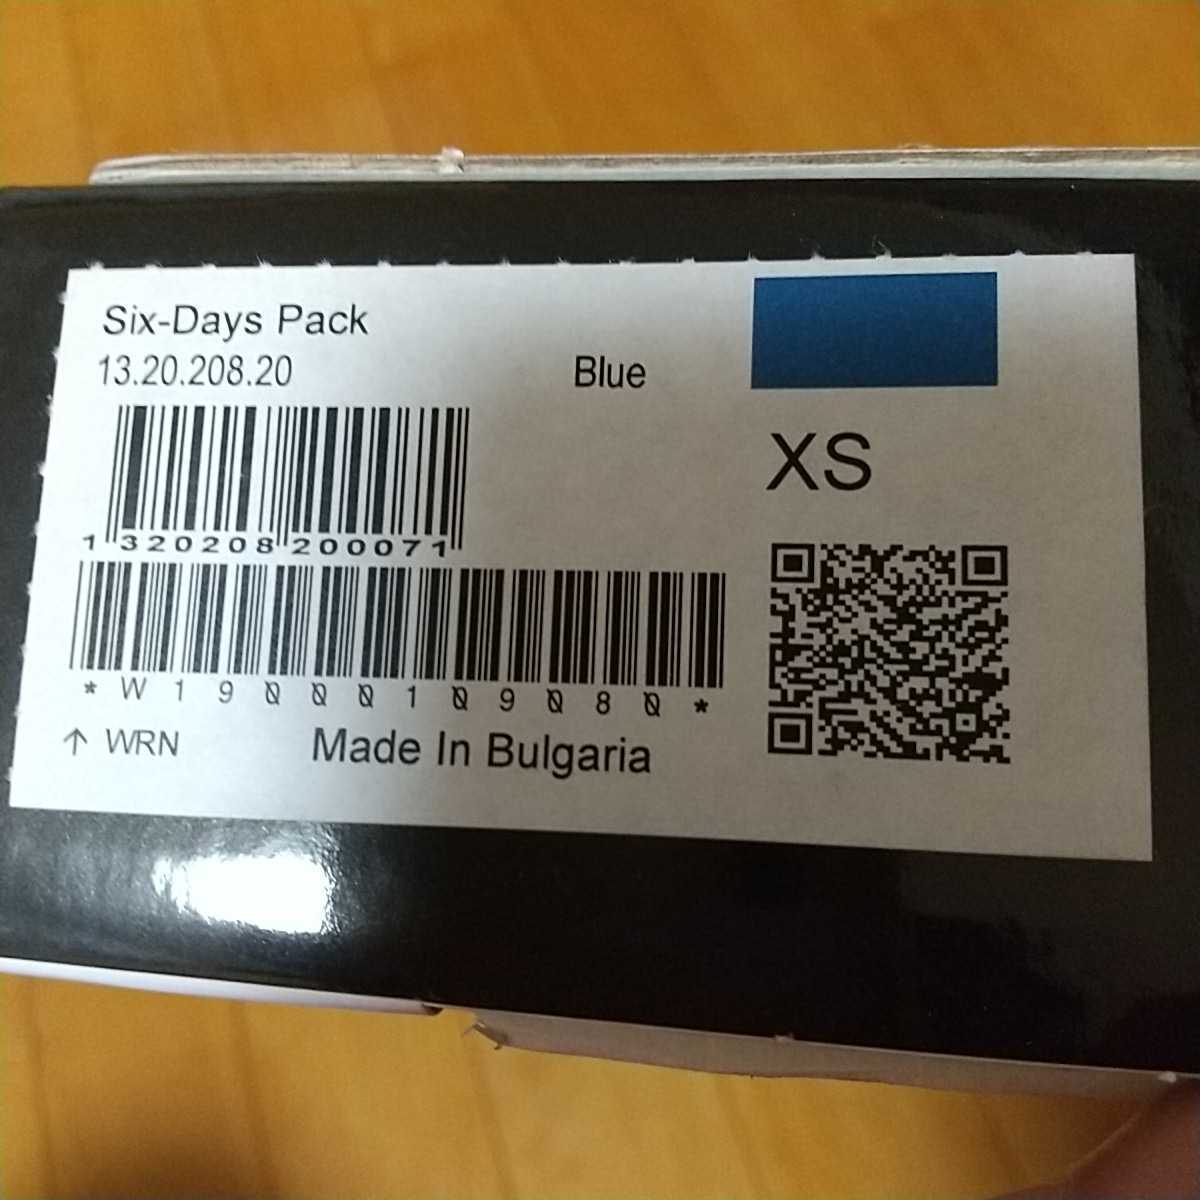 Six-Days Pack
13.20.208.20
Blue
XS
1 320208 200071
*W19000109080*
↑ WRN
Made In Bulgaria